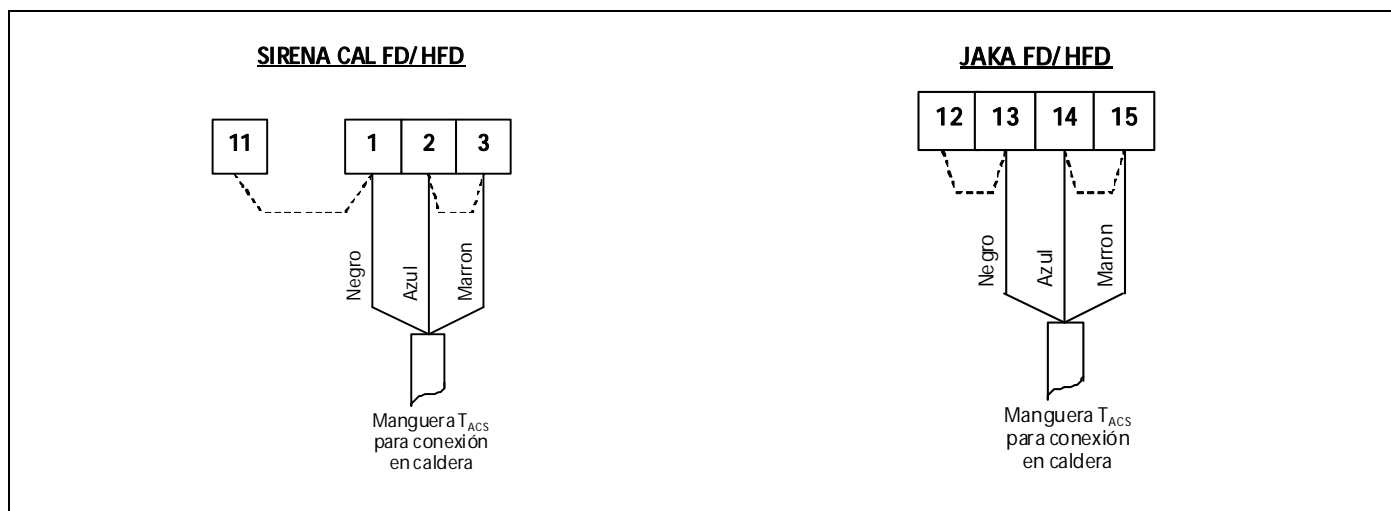 SIRENA CAL FD/HFD
11 1 2 3
Negro
Azul
Marron
Manguera TACS
para conexión
en caldera
JAKA FD/HFD
12 13 14 15
Negro
Azul
Marron
Manguera TACS
para conexión
en caldera